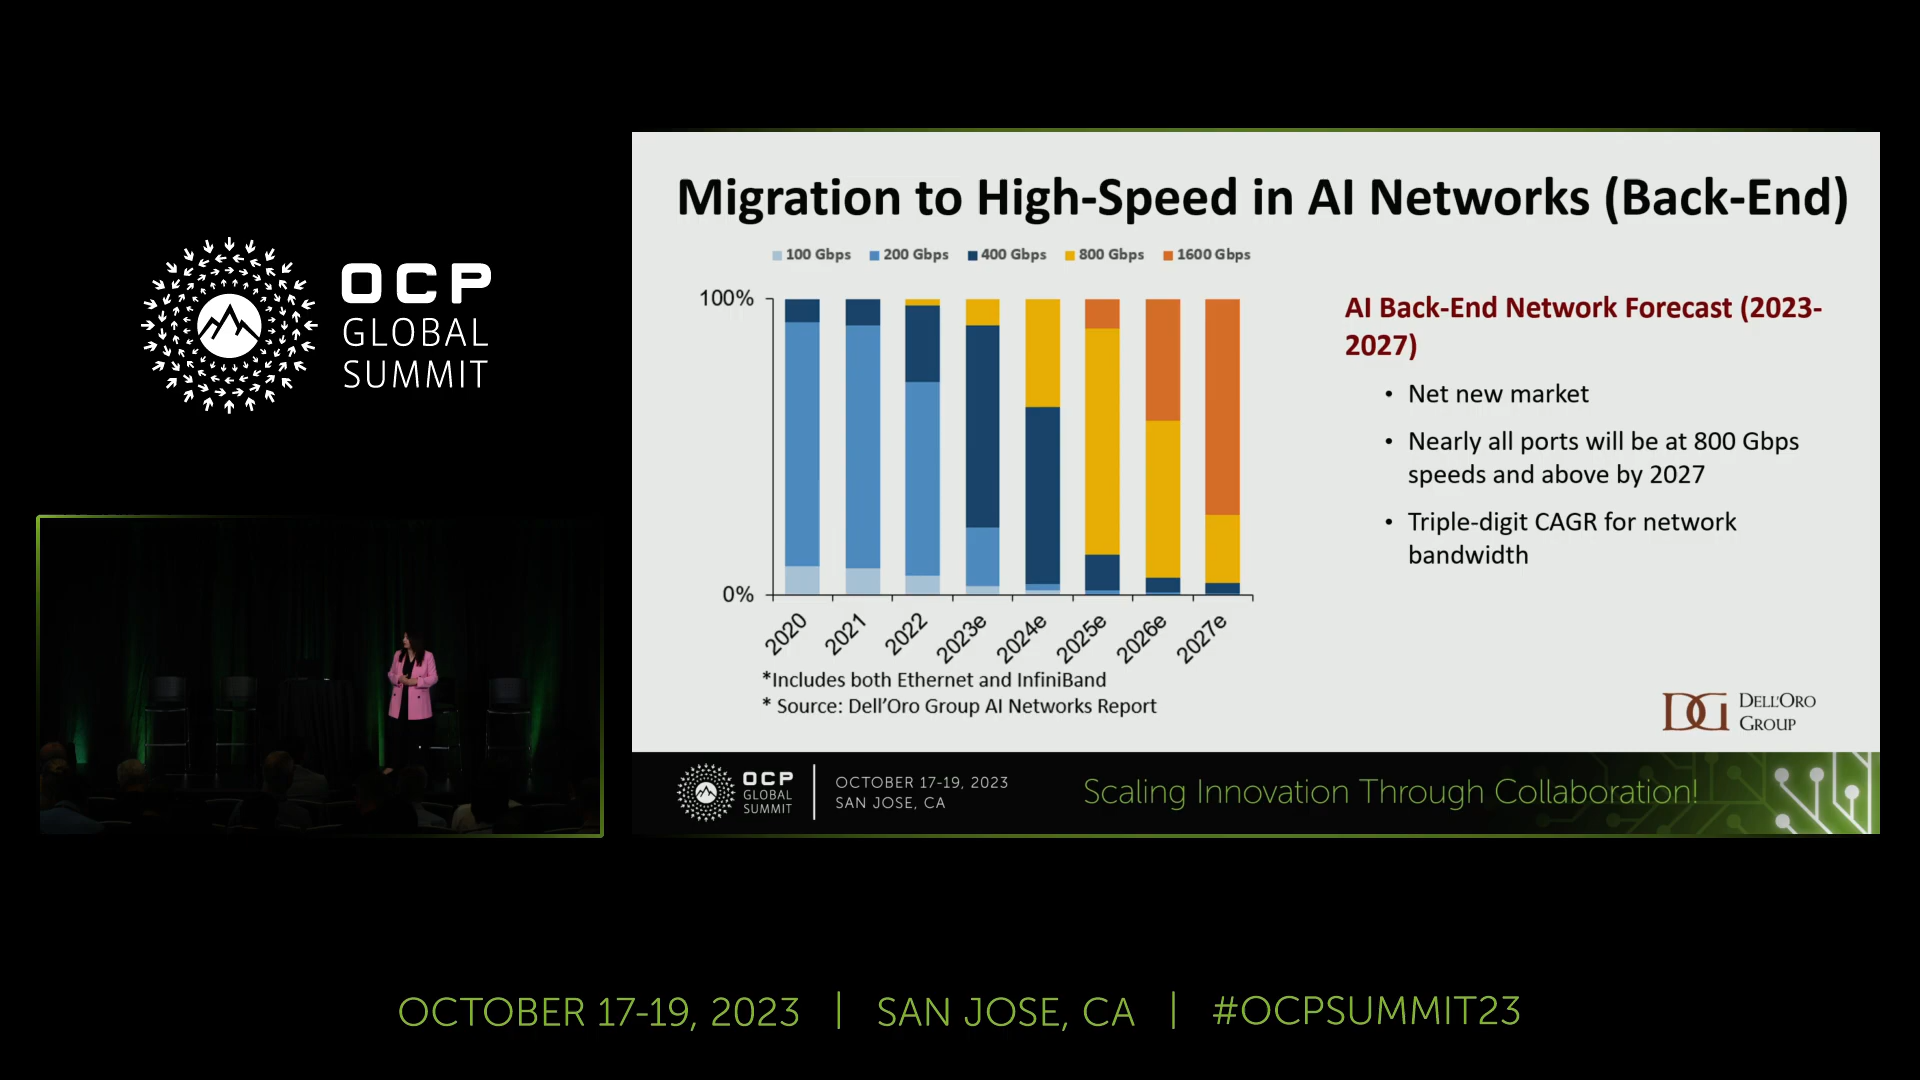 OCP
GLOBAL
SUMMIT
Migration to High-Speed in AI Networks (Back-End)
100 Gbps 200 Gbps 400 Gbps 800 Gbps 1600 Gbps
100%
0%
2020 2021 2022 2023e 2024e 2025e 2026e 2027e
*Includes both Ethernet and InfiniBand
* Source: Dell’Oro Group AI Networks Report
AI Back-End Network Forecast (2023-
2027)
• Net new market
• Nearly all ports will be at 800 Gbps
speeds and above by 2027
• Triple-digit CAGR for network
bandwidth
DG
DELL’ORO
GROUP
OCP
GLOBAL
SUMMIT
OCTOBER 17-19, 2023
SAN JOSE, CA
Scaling Innovation Through Collaboration!
OCTOBER 17-19, 2023 | SAN JOSE, CA | #OCPSUMMIT23